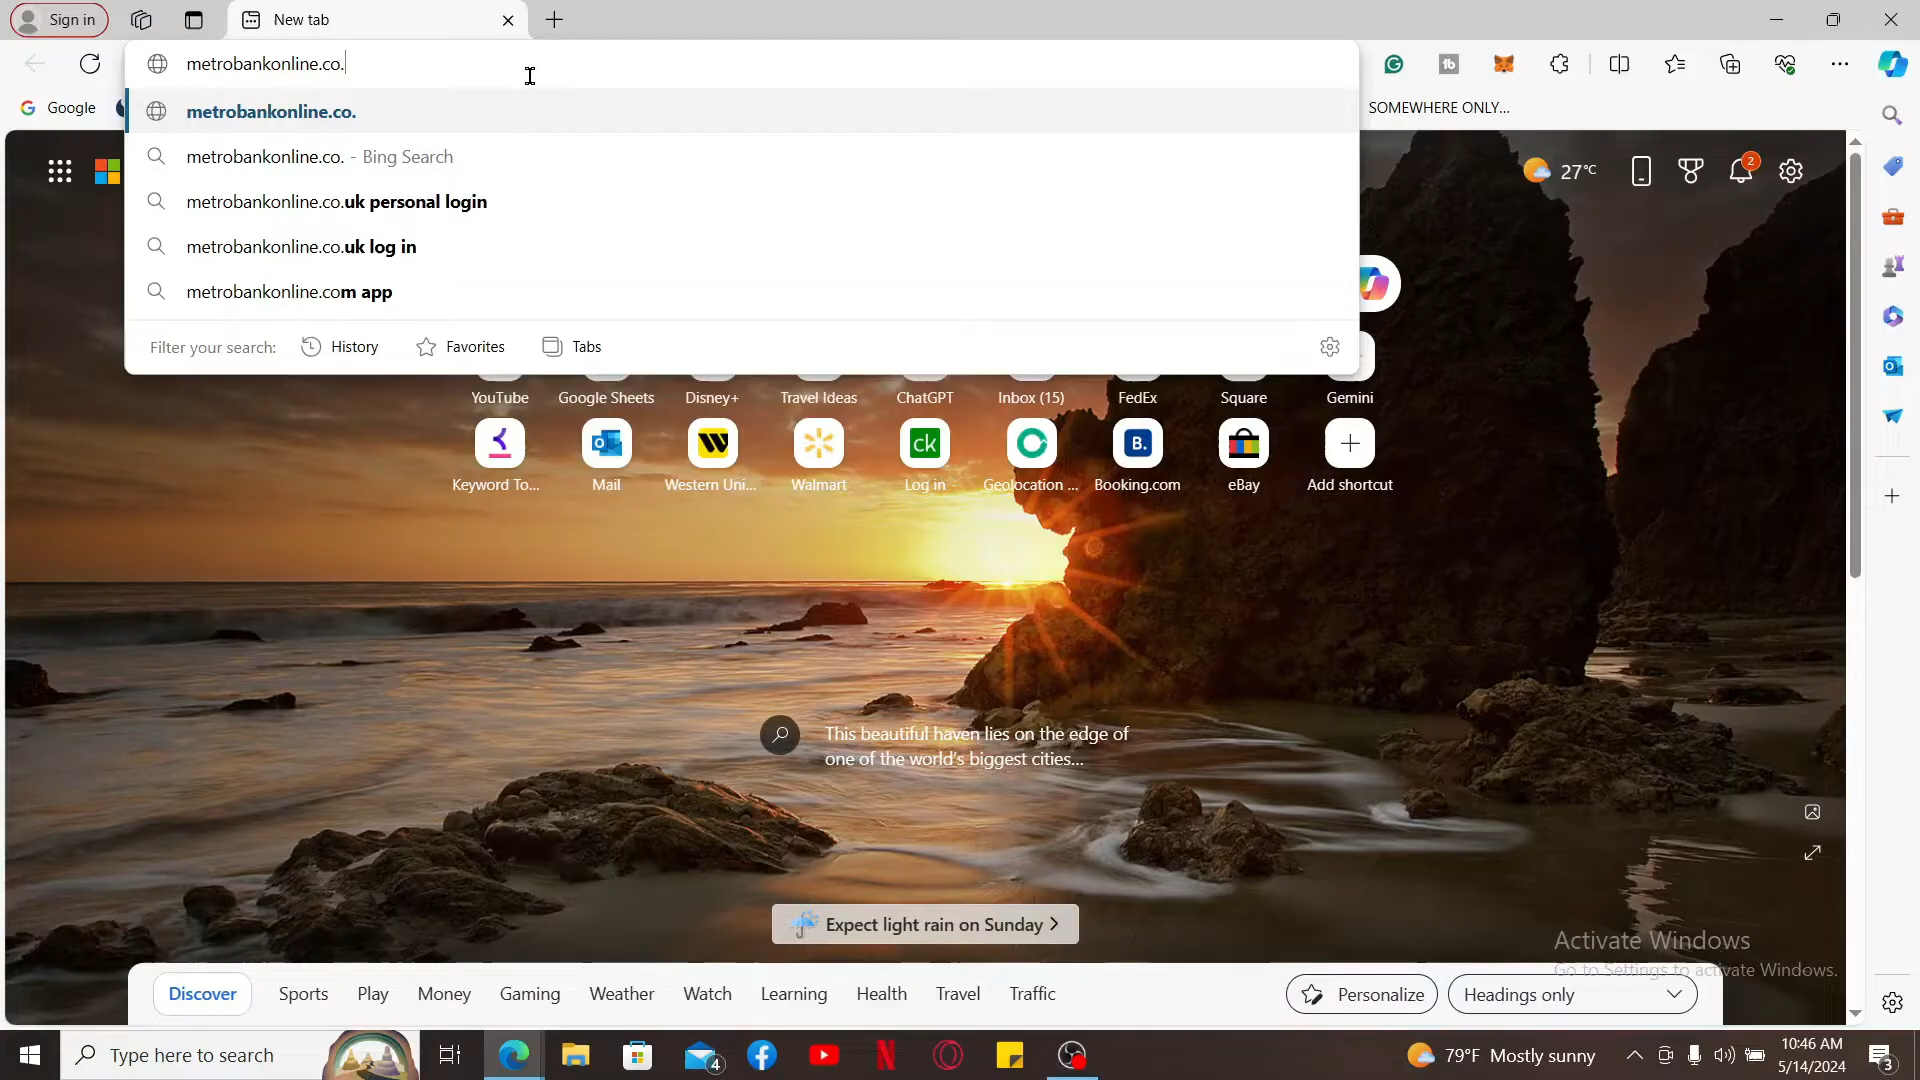 Sign in
New tab
metrobankonline.co.
Google
SOMEWHERE ONLY...
metrobankonline.co.
metrobankonline.co. - Bing Search
metrobankonline.co.uk personal login
metrobankonline.co.uk log in
metrobankonline.com app
Filter your search: History Favorites Tabs
27°C
2
YouTube Google Sheets Disney+ Travel Ideas ChatGPT Inbox (15) FedEx Square Gemini
Keyword To... Mail Western Uni... Walmart Log in Geolocation ... Booking.com eBay Add shortcut
This beautiful haven lies on the edge of
one of the world's biggest cities...
Expect light rain on Sunday
Activate Windows
Go to Settings to activate Windows.
Discover Sports Play Money Gaming Weather Watch Learning Health Travel Traffic Personalize Headings only
Type here to search
4
79°F Mostly sunny
10:46 AM
5/14/2024
3